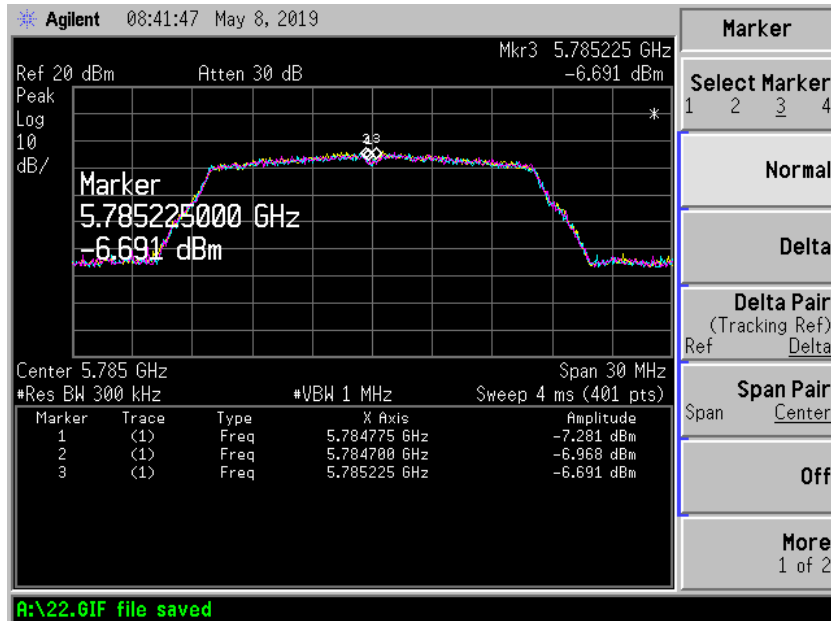 Agilent 08:41:47 May 8, 2019
Mkr3 5.785225 GHz
Ref 20 dBm Atten 30 dB -6.691 dBm
Peak
Log
10
dB/
*
3
Marker
5.785225000 GHz
-6.691 dBm
Center 5.785 GHz Span 30 MHz
#Res BW 300 kHz #VBW 1 MHz Sweep 4 ms (401 pts)
Marker Trace Type X Axis Amplitude
1 (1) Freq 5.784775 GHz -7.281 dBm
2 (1) Freq 5.784700 GHz -6.968 dBm
3 (1) Freq 5.785225 GHz -6.691 dBm
A:\22.GIF file saved
Marker
Select Marker
1 2 3 4
Normal
Delta
Delta Pair
(Tracking Ref)
Ref Delta
Span Pair
Span Center
Off
More
1 of 2